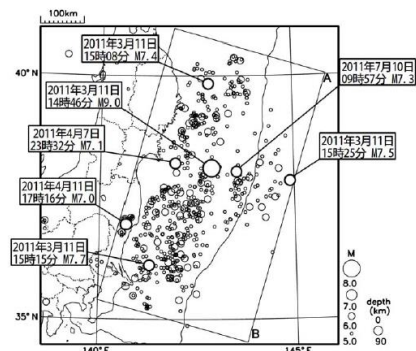 100km
2011年3月11日
15時08分 M7.4
2011年7月10日
09時57分 M7.3
40°N
A
2011年3月11日
14時46分 M9.0
2011年4月7日
23時32分 M7.1
2011年3月11日
15時25分 M7.5
2011年4月11日
17時16分 M7.0
2011年3月11日
15時15分 M7.7
M
8.0
7.0
6.0
5.0
depth
(km)
0
90
35°N
B
140°E
145°E